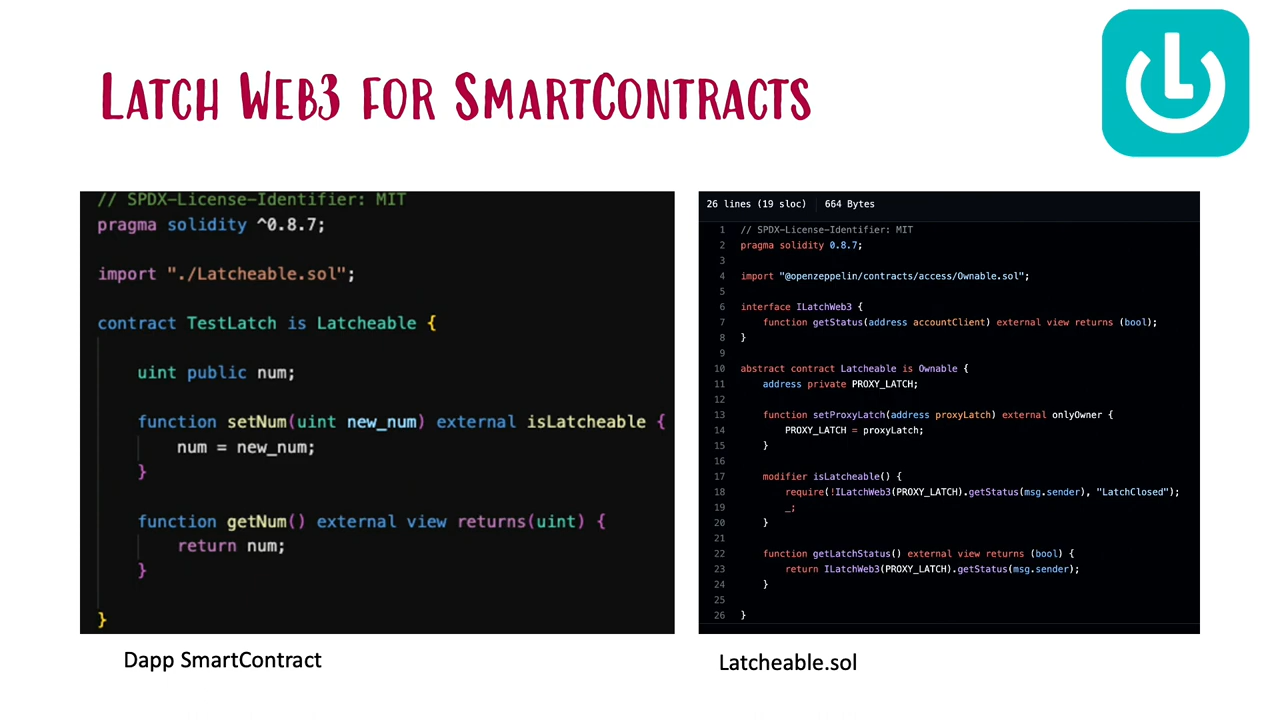 LATCH WEB3 FOR SMARTCONTRACTS
// SPDX-License-Identifier: MIT
pragma solidity ^0.8.7;
import "./Latcheable.sol";
contract TestLatch is Latcheable {
uint public num;
function setNum(uint new_num) external isLatcheable {
num = new_num;
}
function getNum() external view returns(uint) {
return num;
}
}
Dapp SmartContract
26 lines (19 sloc) 664 Bytes
1 // SPDX-License-Identifier: MIT
2 pragma solidity 0.8.7;
3
4 import "@openzeppelin/contracts/access/Ownable.sol";
5
6 interface ILatchWeb3 {
7 function getStatus(address accountClient) external view returns (bool);
8 }
9
10 abstract contract Latcheable is Ownable {
11 address private PROXY_LATCH;
12
13 function setProxyLatch(address proxyLatch) external onlyOwner {
14 PROXY_LATCH = proxyLatch;
15 }
16
17 modifier isLatcheable() {
18 require(!ILatchWeb3(PROXY_LATCH).getStatus(msg.sender), "LatchClosed");
19 _;
20 }
21
22 function getLatchStatus() external view returns (bool) {
23 return ILatchWeb3(PROXY_LATCH).getStatus(msg.sender);
24 }
25
26 }
Latcheable.sol